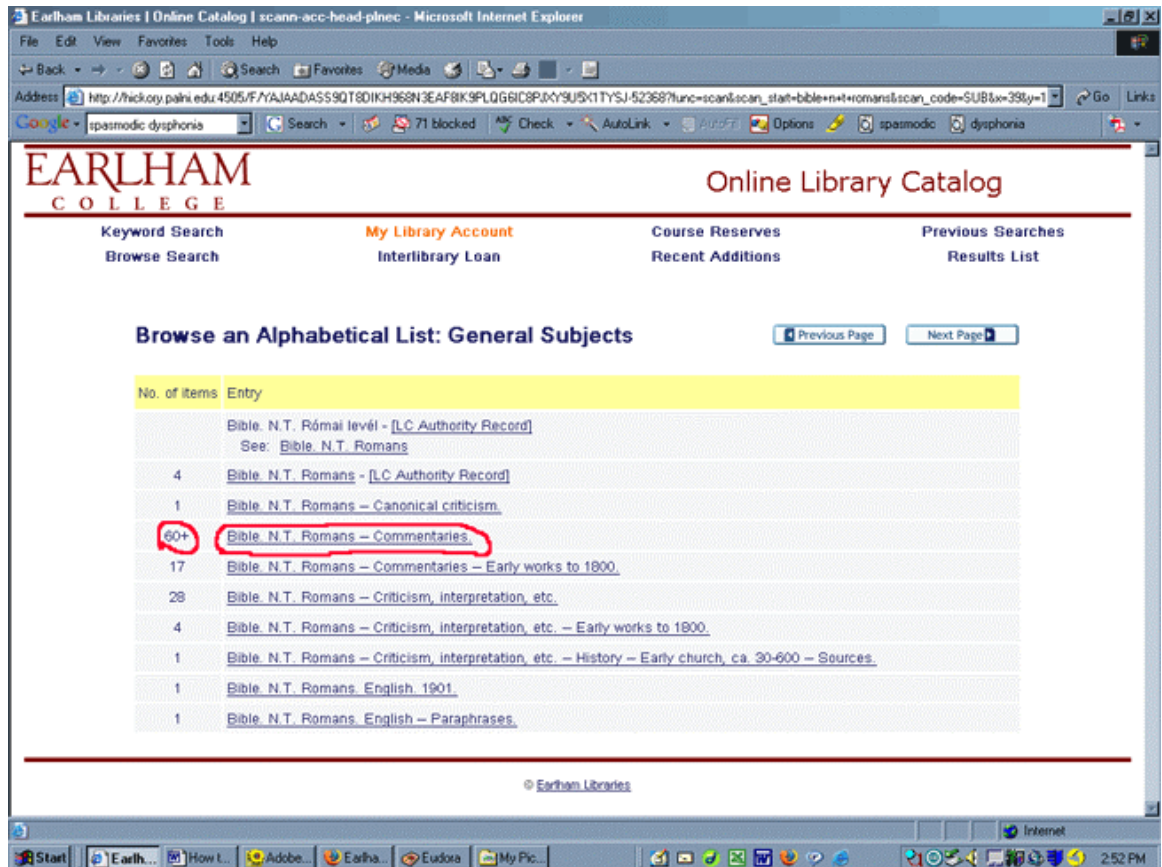 Earlham Libraries | Online Catalog | scann-acc-head-plnec - Microsoft Internet Explorer
File Edit View Favorites Tools Help
Back Search Favorites Media
Address http://hickory.palni.edu:4505/F/
Go Links
Google spasmodic dysphonia Search 71 blocked ABC Check AutoLink AutoFill Options spasmodic dysphonia
EARLHAM
COLLEGE
Online Library Catalog
Keyword Search My Library Account Course Reserves Previous Searches
Browse Search Interlibrary Loan Recent Additions Results List
Browse an Alphabetical List: General Subjects Previous Page Next Page
No. of items Entry
Bible. N.T. Római levél - [LC Authority Record]
See: Bible. N.T. Romans
4 Bible. N.T. Romans - [LC Authority Record]
1 Bible. N.T. Romans -- Canonical criticism.
60+ Bible. N.T. Romans -- Commentaries.
17 Bible. N.T. Romans -- Commentaries -- Early works to 1800.
28 Bible. N.T. Romans -- Criticism, interpretation, etc.
4 Bible. N.T. Romans -- Criticism, interpretation, etc. -- Early works to 1800.
1 Bible. N.T. Romans -- Criticism, interpretation, etc. -- History -- Early church, ca. 30-600 -- Sources.
1 Bible. N.T. Romans. English. 1901.
1 Bible. N.T. Romans. English -- Paraphrases.
© Earlham Libraries
Internet
Start Earlh... How t... Adobe... Earlha... Eudora My Pic... 2:52 PM